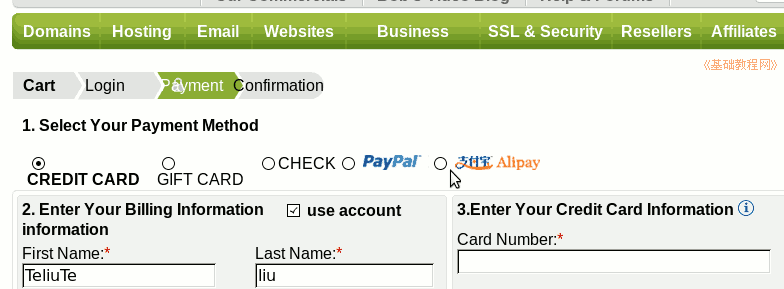 Our Commercials Bob's Video Blog Help & Forums
Domains Hosting Email Websites Business SSL & Security Resellers Affiliates
《基础教程网》
Cart Login Payment Confirmation
1. Select Your Payment Method
CREDIT CARD GIFT CARD CHECK PayPal 支付宝 Alipay
2. Enter Your Billing Information use account
information
3.Enter Your Credit Card Information
First Name:* Last Name:* Card Number:*
TeliuTe liu